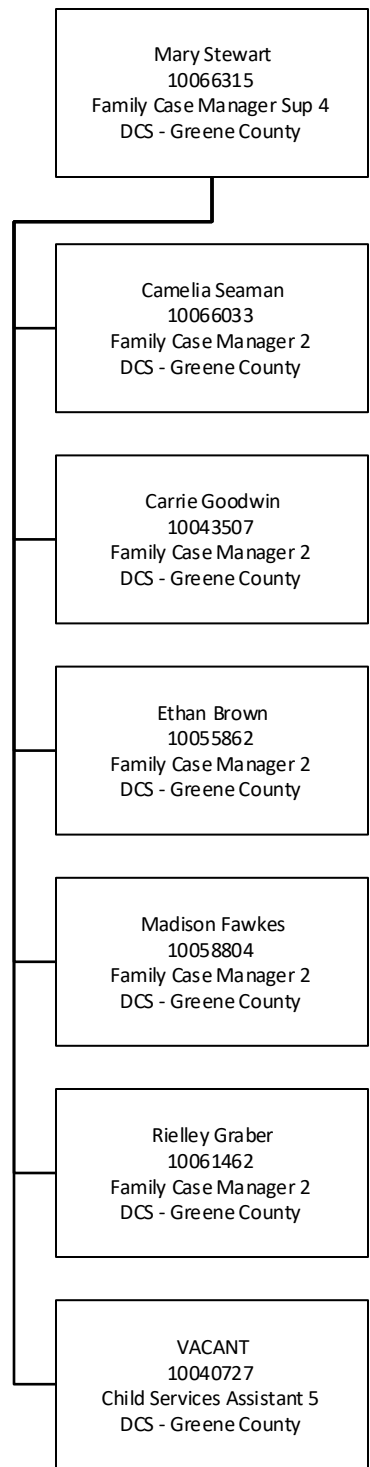 Mary Stewart
10066315
Family Case Manager Sup 4
DCS - Greene County
Camelia Seaman
10066033
Family Case Manager 2
DCS - Greene County
Carrie Goodwin
10043507
Family Case Manager 2
DCS - Greene County
Ethan Brown
10055862
Family Case Manager 2
DCS - Greene County
Madison Fawkes
10058804
Family Case Manager 2
DCS - Greene County
Rielley Graber
10061462
Family Case Manager 2
DCS - Greene County
VACANT
10040727
Child Services Assistant 5
DCS - Greene County